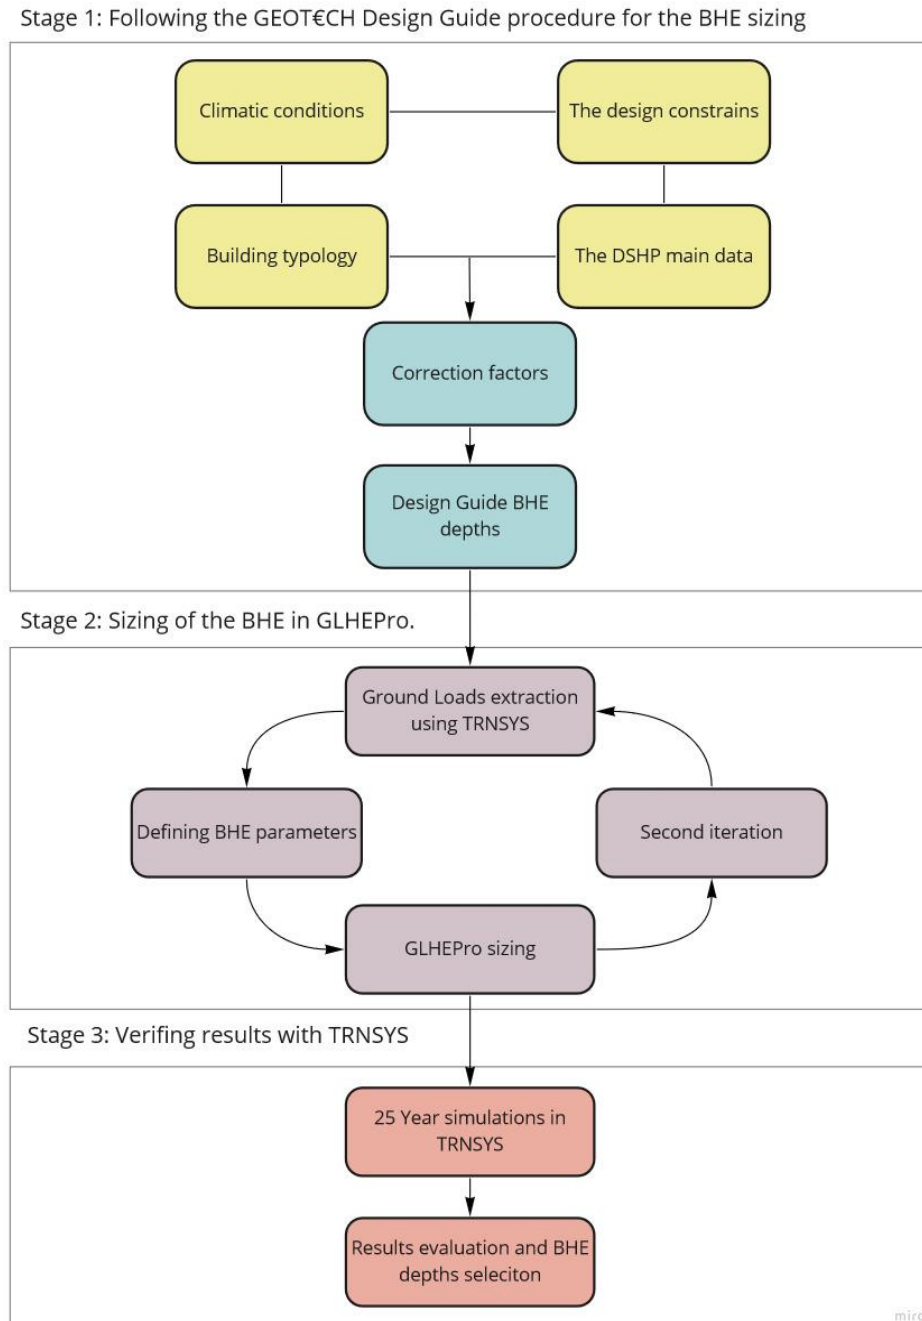 Stage 1: Following the GEOT€CH Design Guide procedure for the BHE sizing
Climatic conditions
The design constrains
Building typology
The DSHP main data
Correction factors
Design Guide BHE
depths
Stage 2: Sizing of the BHE in GLHEPro.
Ground Loads extraction
using TRNSYS
Defining BHE parameters
Second iteration
GLHEPro sizing
Stage 3: Verifing results with TRNSYS
25 Year simulations in
TRNSYS
Results evaluation and BHE
depths seleciton
miro